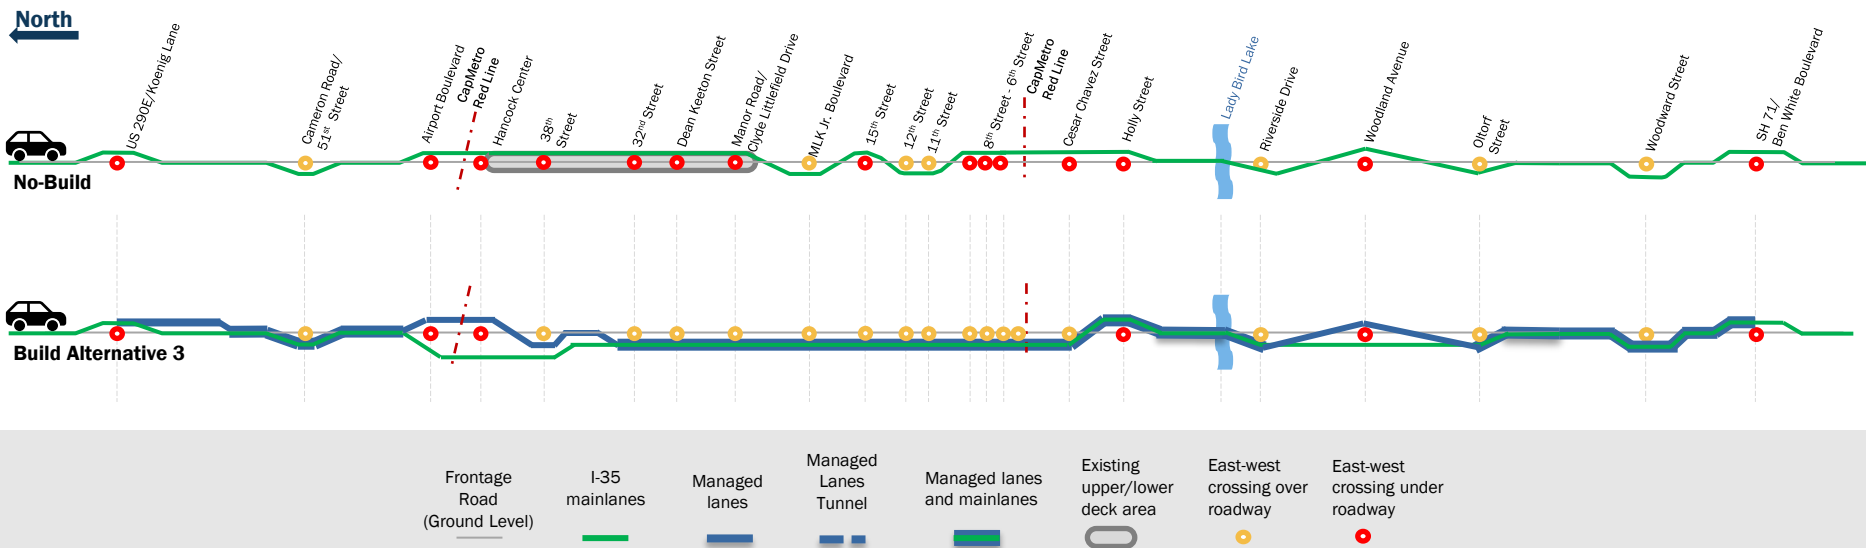 North
US 290E/Koenig Lane
Cameron Road/
51st Street
Airport Boulevard
CapMetro
Red Line
Hancock Center
38th
Street
32nd Street
Dean Keeton Street
Manor Road/
Clyde Littlefield Drive
MLK Jr. Boulevard
15th Street
12th Street
11th Street
8th Street - 6th Street
CapMetro
Red Line
Cesar Chavez Street
Holly Street
Lady Bird Lake
Riverside Drive
Woodland Avenue
Oltorf
Street
Woodward Street
SH 71/
Ben White Boulevard
No-Build
Build Alternative 3
Frontage
Road
(Ground Level)
I-35
mainlanes
Managed
lanes
Managed
Lanes
Tunnel
Managed lanes
and mainlanes
Existing
upper/lower
deck area
East-west
crossing over
roadway
East-west
crossing under
roadway